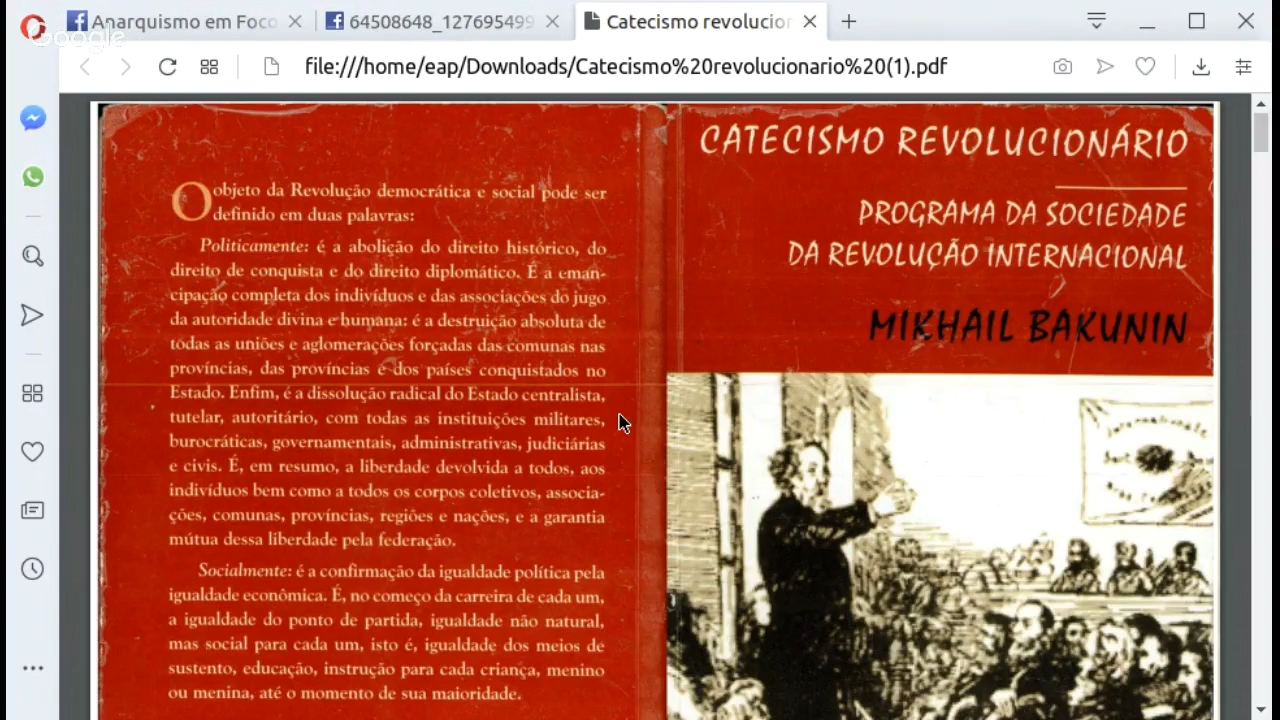 Anarquismo em Foco
64508648_127695499
Catecismo revolucior
Google
file:///home/eap/Downloads/Catecismo%20revolucionario%20(1).pdf
O objeto da Revolução democrática e social pode ser
definido em duas palavras:
Politicamente: é a abolição do direito histórico, do
direito de conquista e do direito diplomático. É a eman-
cipação completa dos indivíduos e das associações do jugo
da autoridade divina e humana: é a destruição absoluta de
todas as uniões e aglomerações forçadas das comunas nas
províncias, das províncias e dos países conquistados no
Estado. Enfim, é a dissolução radical do Estado centralista,
tutelar, autoritário, com todas as instituições militares,
burocráticas, governamentais, administrativas, judiciárias
e civis. É, em resumo, a liberdade devolvida a todos, aos
indivíduos bem como a todos os corpos coletivos, associa-
ções, comunas, províncias, regiões e nações, e a garantia
mútua dessa liberdade pela federação.
Socialmente: é a confirmação da igualdade política pela
igualdade econômica. É, no começo da carreira de cada um,
a igualdade do ponto de partida, igualdade não natural,
mas social para cada um, isto é, igualdade dos meios de
sustento, educação, instrução para cada criança, menino
ou menina, até o momento de sua maioridade.
CATECISMO REVOLUCIONÁRIO
PROGRAMA DA SOCIEDADE
DA REVOLUÇÃO INTERNACIONAL
MIKHAIL BAKUNIN